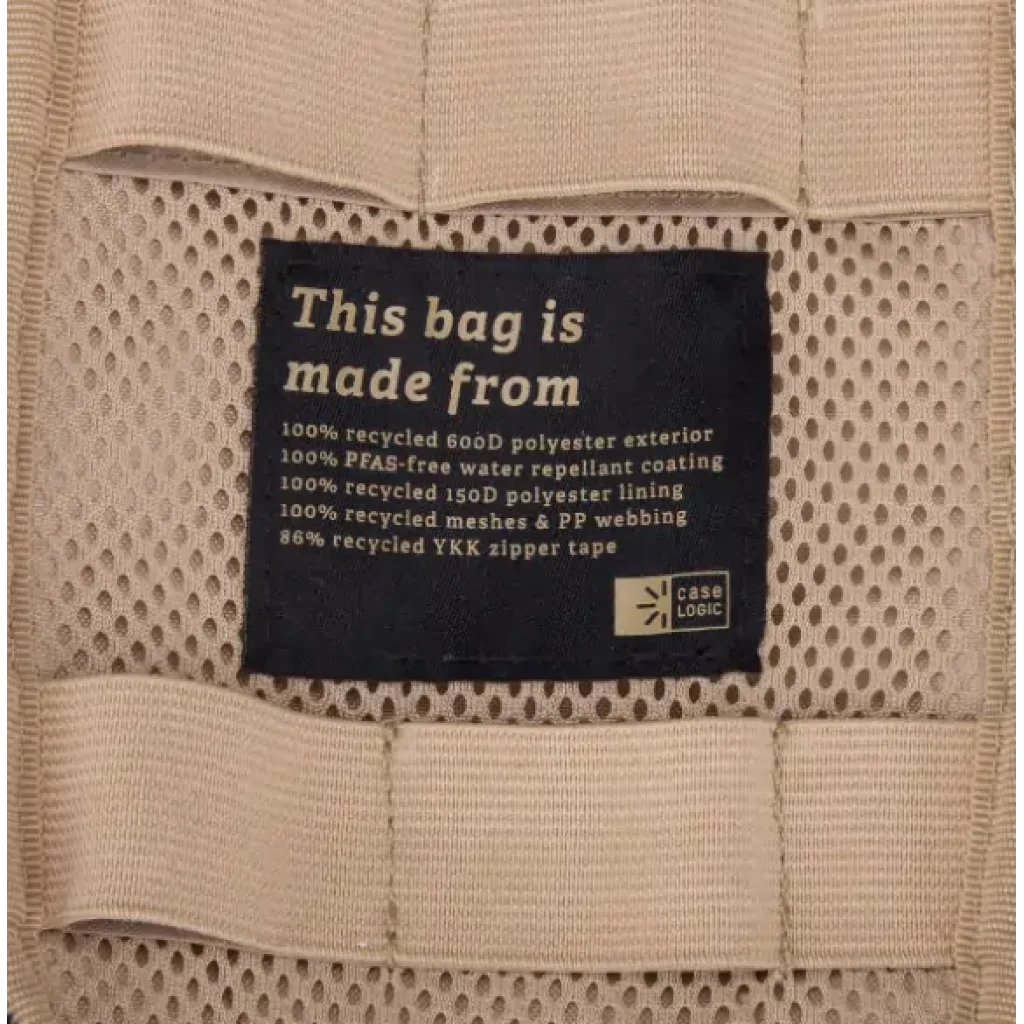 This bag is
made from
100% recycled 600D polyester exterior
100% PFAS-free water repellant coating
100% recycled 150D polyester lining
100% recycled meshes & PP webbing
86% recycled YKK zipper tape
case
LOGIC